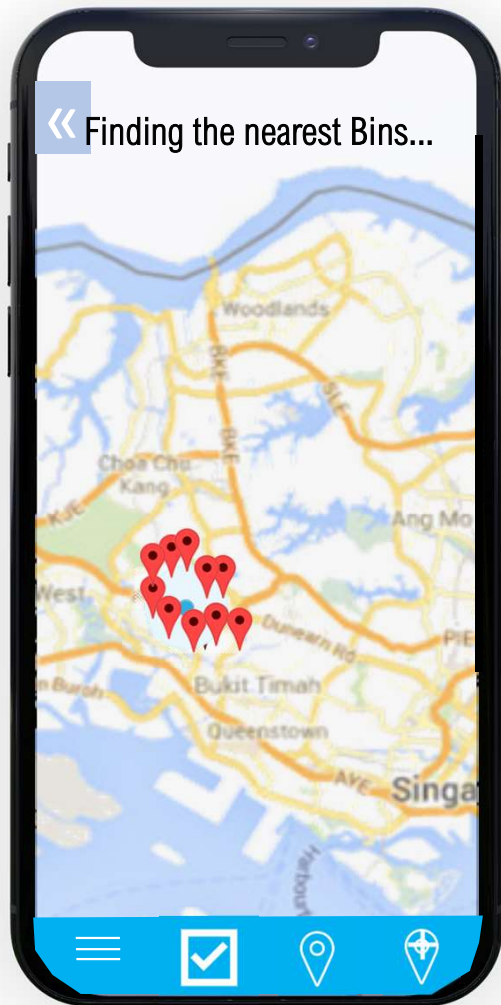 « Finding the nearest Bins...
Woodlands
BKE
SLE
BKE
Choa Chu
Kang
KJE
Ang Mo
West
Dunearn Rd
PIE
Bukit Timah
Queenstown
AYE
Singa